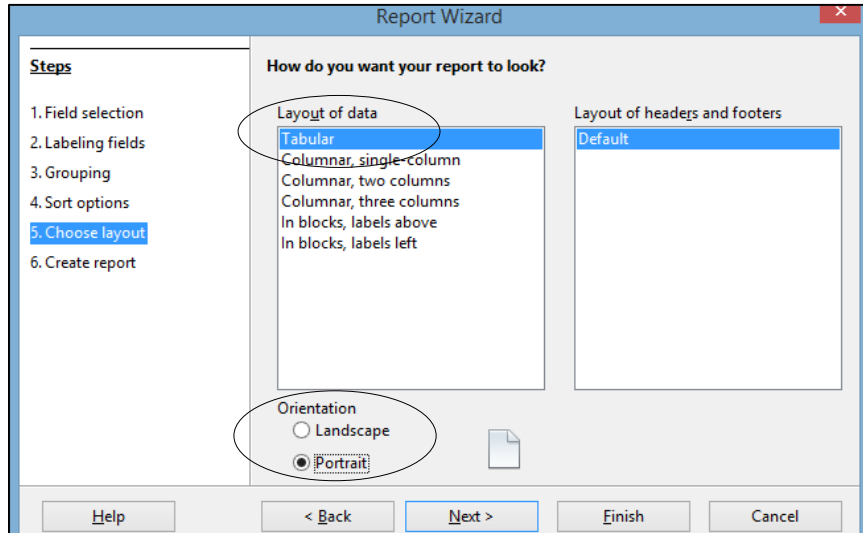 Report Wizard
Steps
1. Field selection
2. Labeling fields
3. Grouping
4. Sort options
5. Choose layout
6. Create report
How do you want your report to look?
Layout of data
Tabular
Columnar, single-column
Columnar, two columns
Columnar, three columns
In blocks, labels above
In blocks, labels left
Layout of headers and footers
Default
Orientation
Landscape
Portrait
Help
< Back
Next >
Finish
Cancel